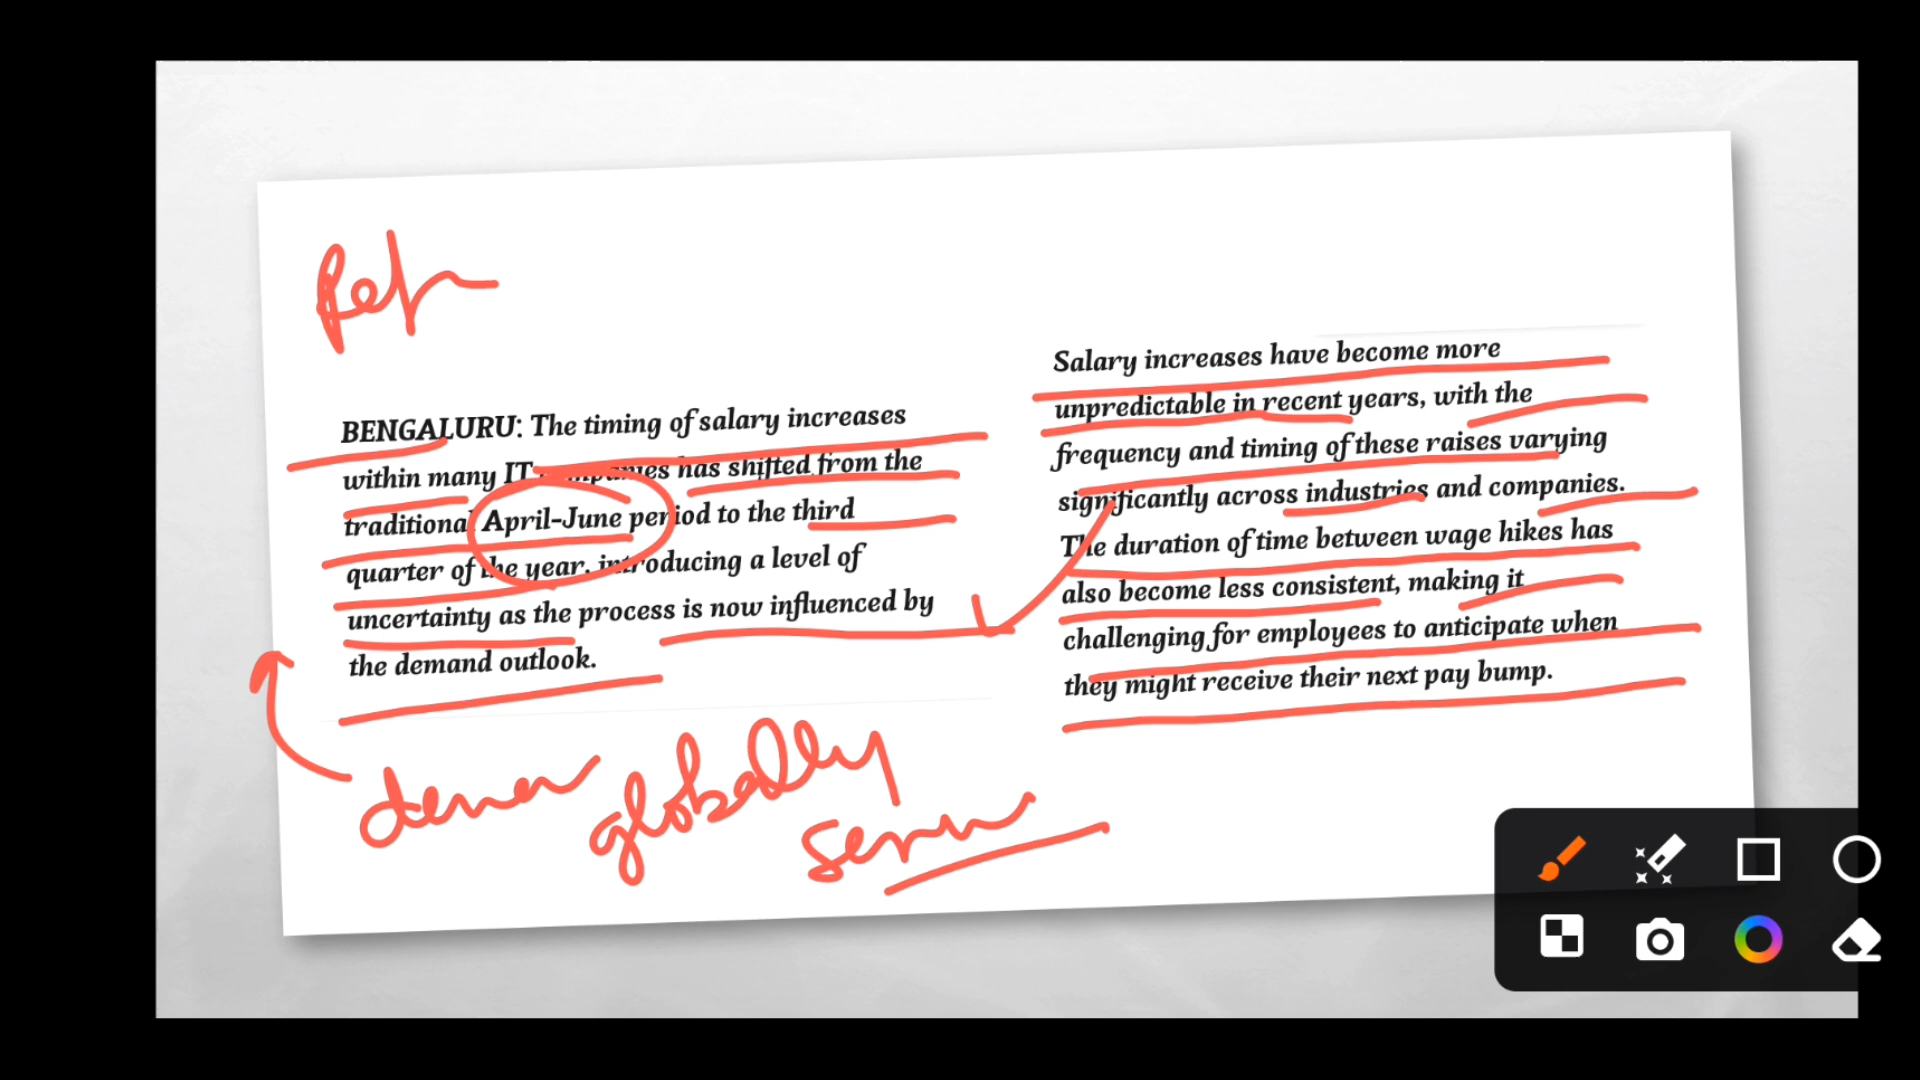 BENGALURU: The timing of salary increases
within many IT companies has shifted from the
traditional April-June period to the third
quarter of the year, introducing a level of
uncertainty as the process is now influenced by
the demand outlook.
Salary increases have become more
unpredictable in recent years, with the
frequency and timing of these raises varying
significantly across industries and companies.
The duration of time between wage hikes has
also become less consistent, making it
challenging for employees to anticipate when
they might receive their next pay bump.
globally